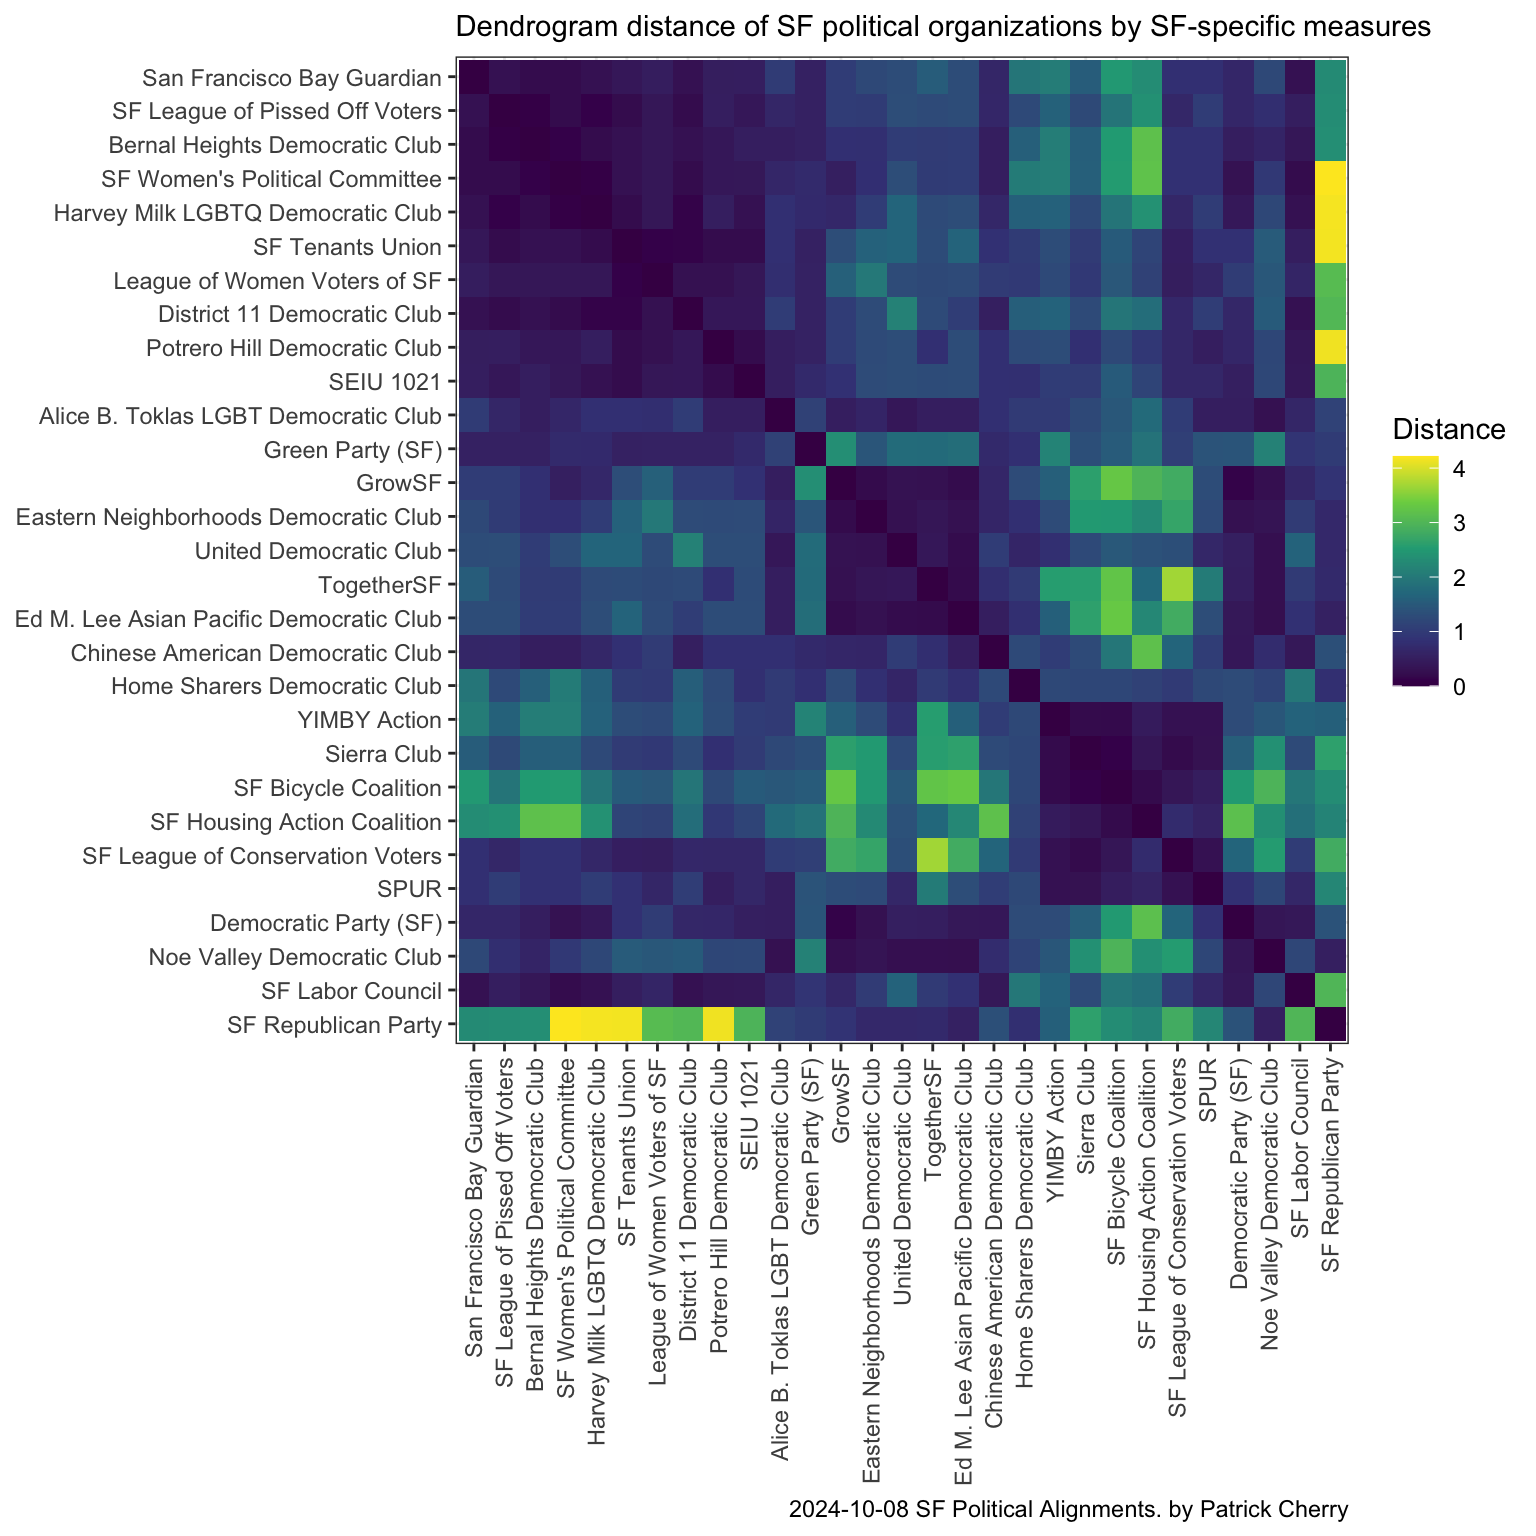 Dendrogram distance of SF political organizations by SF-specific measures
San Francisco Bay Guardian
SF League of Pissed Off Voters
Bernal Heights Democratic Club
SF Women's Political Committee
Harvey Milk LGBTQ Democratic Club
SF Tenants Union
League of Women Voters of SF
District 11 Democratic Club
Potrero Hill Democratic Club
SEIU 1021
Alice B. Toklas LGBT Democratic Club
Green Party (SF)
GrowSF
Eastern Neighborhoods Democratic Club
United Democratic Club
TogetherSF
Ed M. Lee Asian Pacific Democratic Club
Chinese American Democratic Club
Home Sharers Democratic Club
YIMBY Action
Sierra Club
SF Bicycle Coalition
SF Housing Action Coalition
SF League of Conservation Voters
SPUR
Democratic Party (SF)
Noe Valley Democratic Club
SF Labor Council
SF Republican Party
Distance
4
3
2
1
0
San Francisco Bay Guardian
SF League of Pissed Off Voters
Bernal Heights Democratic Club
SF Women's Political Committee
Harvey Milk LGBTQ Democratic Club
SF Tenants Union
League of Women Voters of SF
District 11 Democratic Club
Potrero Hill Democratic Club
SEIU 1021
Alice B. Toklas LGBT Democratic Club
Green Party (SF)
GrowSF
Eastern Neighborhoods Democratic Club
United Democratic Club
TogetherSF
Ed M. Lee Asian Pacific Democratic Club
Chinese American Democratic Club
Home Sharers Democratic Club
YIMBY Action
Sierra Club
SF Bicycle Coalition
SF Housing Action Coalition
SF League of Conservation Voters
SPUR
Democratic Party (SF)
Noe Valley Democratic Club
SF Labor Council
SF Republican Party
2024-10-08 SF Political Alignments. by Patrick Cherry